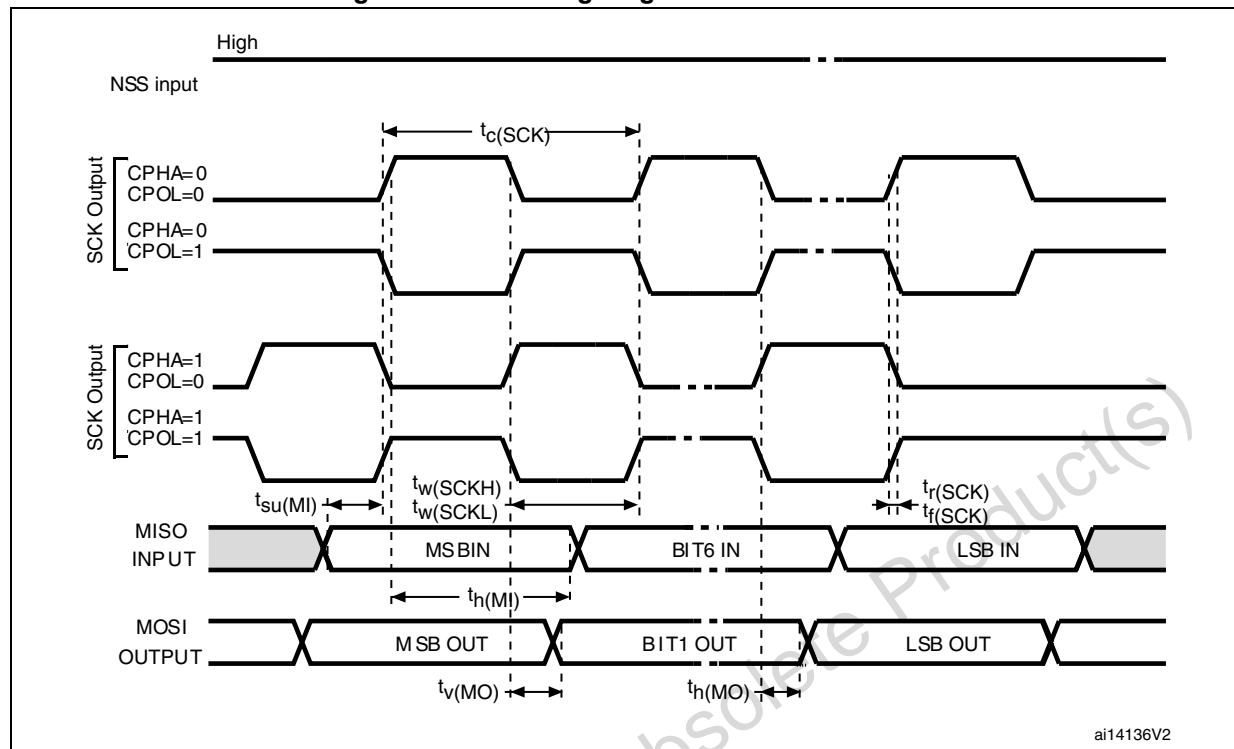 High
NSS input
tc(SCK)
SCK Output
CPHA=0
CPOL=0
CPHA=0
CPOL=1
SCK Output
CPHA=1
CPOL=0
CPHA=1
CPOL=1
tsu(MI)
tw(SCKH)
tw(SCKL)
tr(SCK)
tf(SCK)
MISO
INPUT
MSBIN
BIT6 IN
LSB IN
th(MI)
MOSI
OUTPUT
MSB OUT
BIT1 OUT
LSB OUT
tv(MO)
th(MO)
bsolete Product(s)
ai14136V2